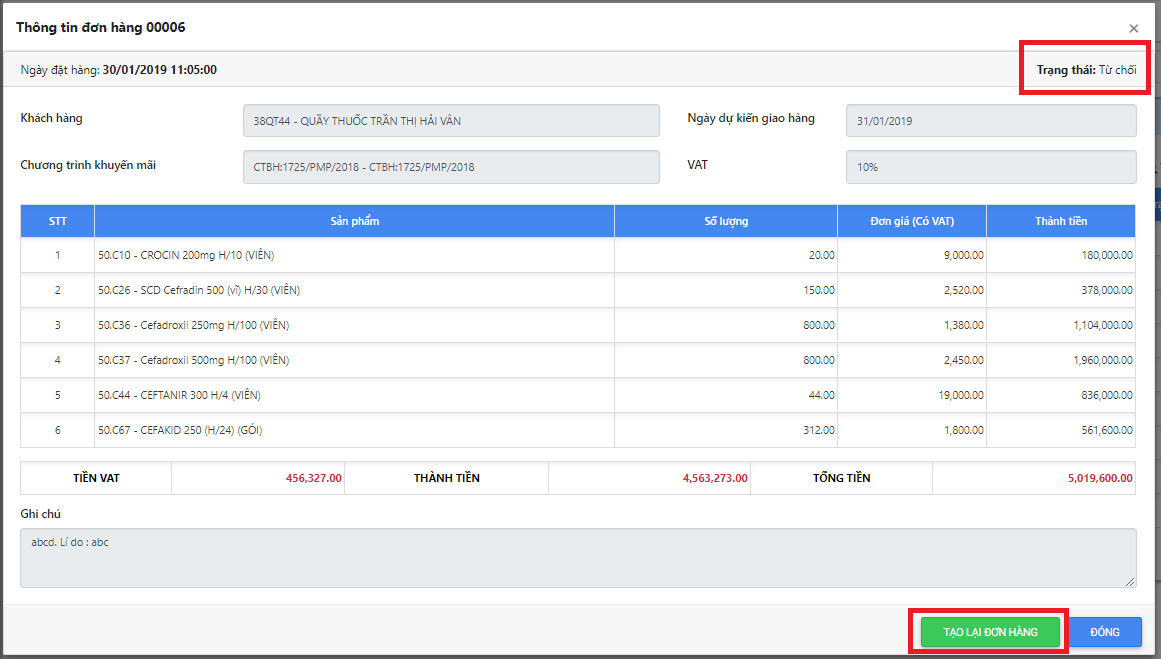 Thông tin đơn hàng 00006
×
Ngày đặt hàng: 30/01/2019 11:05:00 Trạng thái: Từ chối
Khách hàng 38QT44 - QUẦY THUỐC TRẦN THỊ HẢI VÂN Ngày dự kiến giao hàng 31/01/2019
Chương trình khuyến mãi CTBH:1725/PMP/2018 - CTBH:1725/PMP/2018 VAT 10%
STT Sản phẩm Số lượng Đơn giá (Có VAT) Thành tiền
1 50.C10 - CROCIN 200mg H/10 (VIÊN) 20.00 9,000.00 180,000.00
2 50.C26 - SCD Cefradin 500 (vỉ) H/30 (VIÊN) 150.00 2,520.00 378,000.00
3 50.C36 - Cefadroxil 250mg H/100 (VIÊN) 800.00 1,380.00 1,104,000.00
4 50.C37 - Cefadroxil 500mg H/100 (VIÊN) 800.00 2,450.00 1,960,000.00
5 50.C44 - CEFTANIR 300 H/4 (VIÊN) 44.00 19,000.00 836,000.00
6 50.C67 - CEFAKID 250 (H/24) (GÓI) 312.00 1,800.00 561,600.00
TIỀN VAT 456,327.00 THÀNH TIỀN 4,563,273.00 TỔNG TIỀN 5,019,600.00
Ghi chú
abcd. Lí do : abc
TẠO LẠI ĐƠN HÀNG ĐÓNG